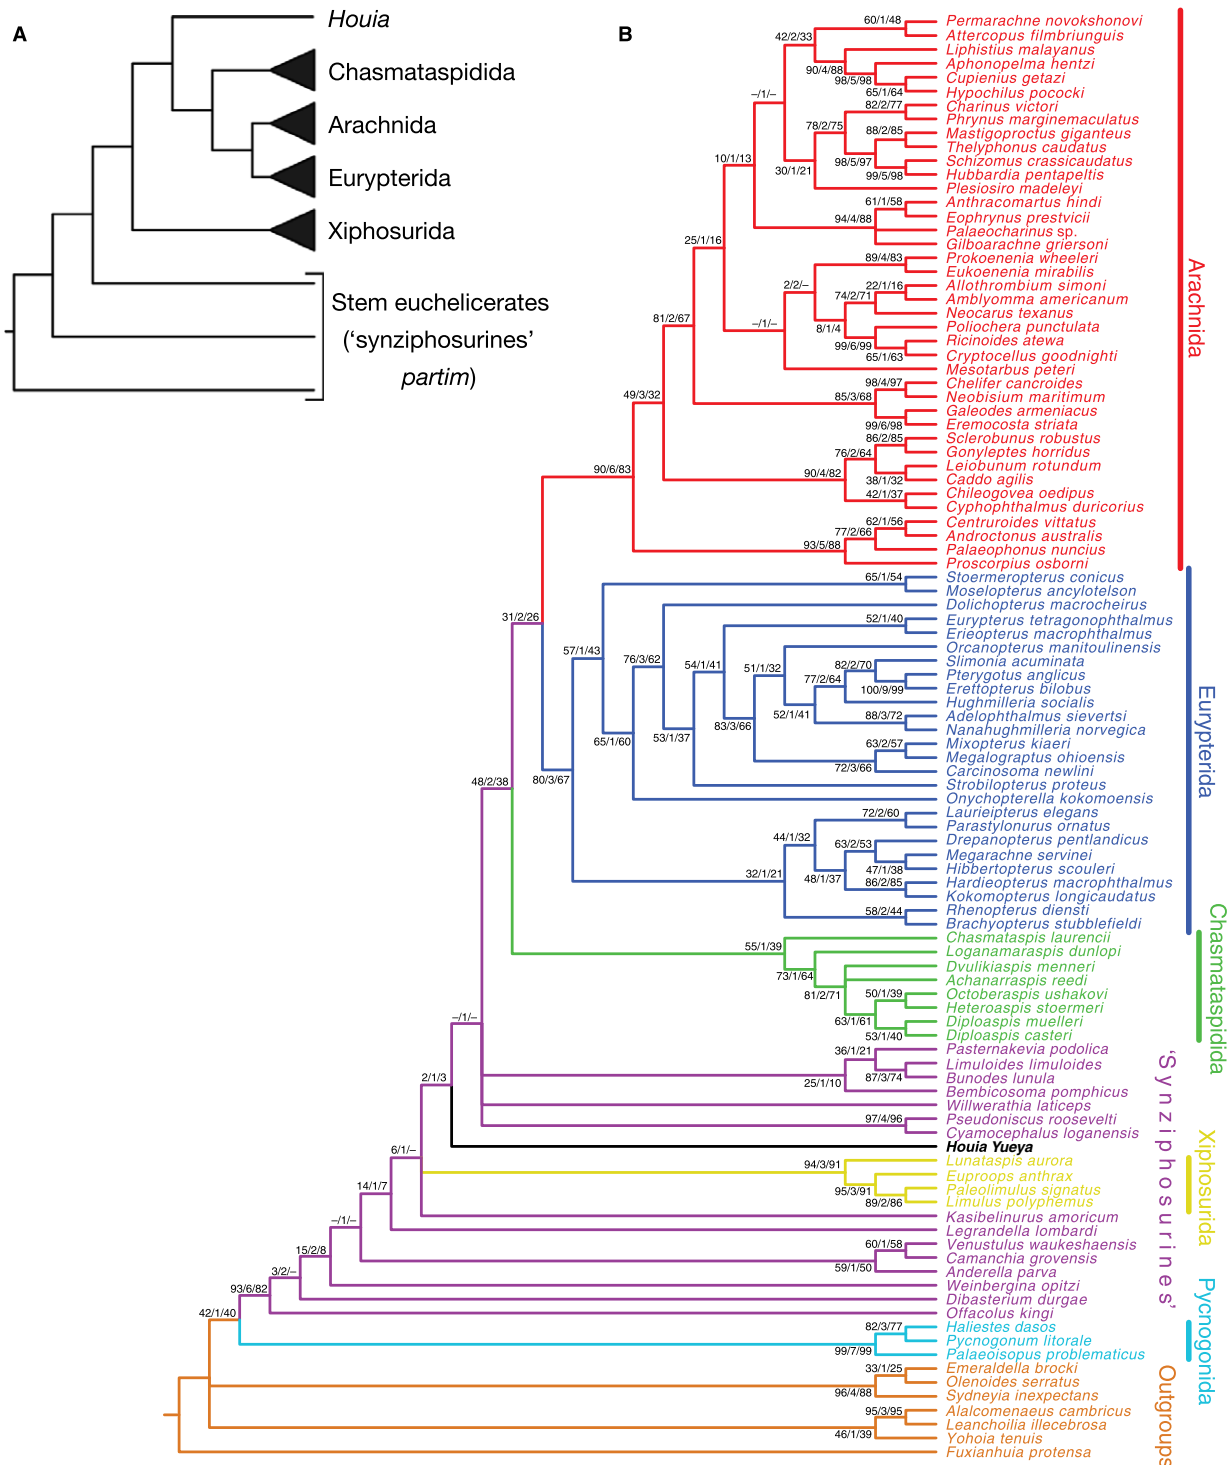 A
Houia
Chasmataspidida
Arachnida
Eurypterida
Xiphosurida
Stem euchelicerates
(‘synziphosurines’
partim)
B
60/1/48
Permarachne novokshonovi
Attercopus filmbriunguis
42/2/33
Liphistius malayanus
90/4/88
Aphonopelma hentzi
98/5/98
Cupienius getazi
65/1/64
Hypochilus pococki
–/1/–
82/2/77
Charinus victori
Phrynus marginemaculatus
78/2/75
88/2/85
Mastigoproctus giganteus
Thelyphonus caudatus
98/5/97
Schizomus crassicaudatus
99/5/98
Hubbardia pentapeltis
30/1/21
Plesiosiro madeleyi
10/1/13
61/1/58
Anthracomartus hindi
94/4/88
Eophrynus prestvicii
Palaeocharinus sp.
Gilboarachne griersoni
25/1/16
89/4/83
Prokoenenia wheeleri
Eukoenenia mirabilis
2/2/–
22/1/16
Allothrombium simoni
74/2/71
Amblyomma americanum
Neocarus texanus
8/1/4
Poliochera punctulata
99/6/99
Ricinoides atewa
65/1/63
Cryptocellus goodnighti
–/1/–
Mesotarbus peteri
81/2/67
98/4/97
Chelifer cancroides
85/3/68
Neobisium maritimum
Galeodes armeniacus
99/6/98
Eremocosta striata
49/3/32
86/2/85
Sclerobunus robustus
76/2/64
Gonyleptes horridus
Leiobunum rotundum
38/1/32
Caddo agilis
90/4/82
42/1/37
Chileogovea oedipus
Cyphophthalmus duricorius
90/6/83
62/1/56
Centruroides vittatus
77/2/66
Androctonus australis
93/5/88
Palaeophonus nuncius
Proscorpius osborni
Arachnida
65/1/54
Stoermeropterus conicus
Moselopterus ancylotelson
Dolichopterus macrocheirus
31/2/26
52/1/40
Eurypterus tetragonophthalmus
Erieopterus macrophthalmus
57/1/43
76/3/62
54/1/41
51/1/32
Orcanopterus manitoulinensis
82/2/70
Slimonia acuminata
77/2/64
Pterygotus anglicus
100/9/99
Erettopterus bilobus
Hughmilleria socialis
52/1/41
88/3/72
Adelophthalmus sievertsi
83/3/66
Nanahughmilleria norvegica
65/1/60
53/1/37
63/2/57
Mixopterus kiaeri
Megalograptus ohioensis
72/3/66
Carcinosoma newlini
Strobilopterus proteus
80/3/67
48/2/38
Onychopterella kokomoensis
72/2/60
Laurieipterus elegans
Parastylonurus ornatus
44/1/32
63/2/53
Drepanopterus pentlandicus
Megarachne servinei
47/1/38
Hibbertopterus scouleri
32/1/21
48/1/37
86/2/85
Hardieopterus macrophthalmus
Kokomopterus longicaudatus
58/2/44
Rhenopterus diensti
Brachyopterus stubblefieldi
Eurypterida
55/1/39
Chasmataspis laurencii
Loganamaraspis dunlopi
73/1/64
Dvulikiaspis menneri
Achanarraspis reedi
81/2/71
50/1/39
Octoberaspis ushakovi
Heteroaspis stoermeri
63/1/61
Diploaspis muelleri
53/1/40
Diploaspis casteri
Chasmataspidida
–/1/–
36/1/21
Pasternakevia podolica
Limuloides limuloides
87/3/74
Bunodes lunula
25/1/10
Bembicosoma pomphicus
2/1/3
Willwerathia laticeps
97/4/96
Pseudoniscus roosevelti
Cyamocephalus loganensis
Houia Yueya
6/1/–
94/3/91
Lunataspis aurora
Euproops anthrax
95/3/91
Paleolimulus signatus
89/2/86
Limulus polyphemus
Xiphosurida
14/1/7
Kasibelinurus amoricum
Legrandella lombardi
–/1/–
60/1/58
Venustulus waukeshaensis
Camanchia grovensis
59/1/50
Anderella parva
15/2/8
Weinbergina opitzi
3/2/–
Dibasterium durgae
93/6/82
Offacolus kingi
‘Synziphosurines’
42/1/40
82/3/77
Haliestes dasos
Pycnogonum litorale
99/7/99
Palaeoisopus problematicus
Pycnogonida
33/1/25
Emeraldella brocki
Olenoides serratus
96/4/88
Sydneyia inexpectans
95/3/95
Alalcomenaeus cambricus
Leanchoilia illecebrosa
46/1/39
Yohoia tenuis
Fuxianhuia protensa
Outgroups